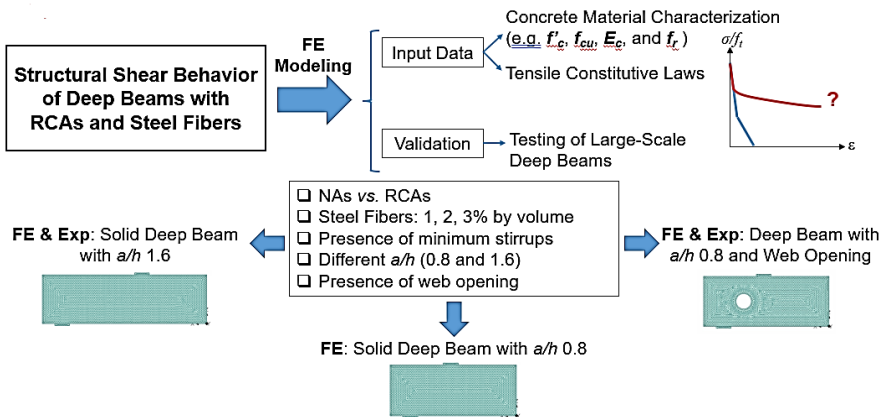 Structural Shear Behavior
of Deep Beams with
RCAs and Steel Fibers
FE
Modeling
Input Data
Concrete Material Characterization
(e.g. f'c, fcu, Ec, and fr )
Tensile Constitutive Laws
σ/ft
?
ε
Validation
Testing of Large-Scale
Deep Beams
❑ NAs vs. RCAs
❑ Steel Fibers: 1, 2, 3% by volume
❑ Presence of minimum stirrups
❑ Different a/h (0.8 and 1.6)
❑ Presence of web opening
FE & Exp: Solid Deep Beam
with a/h 1.6
FE & Exp: Deep Beam with
a/h 0.8 and Web Opening
FE: Solid Deep Beam with a/h 0.8